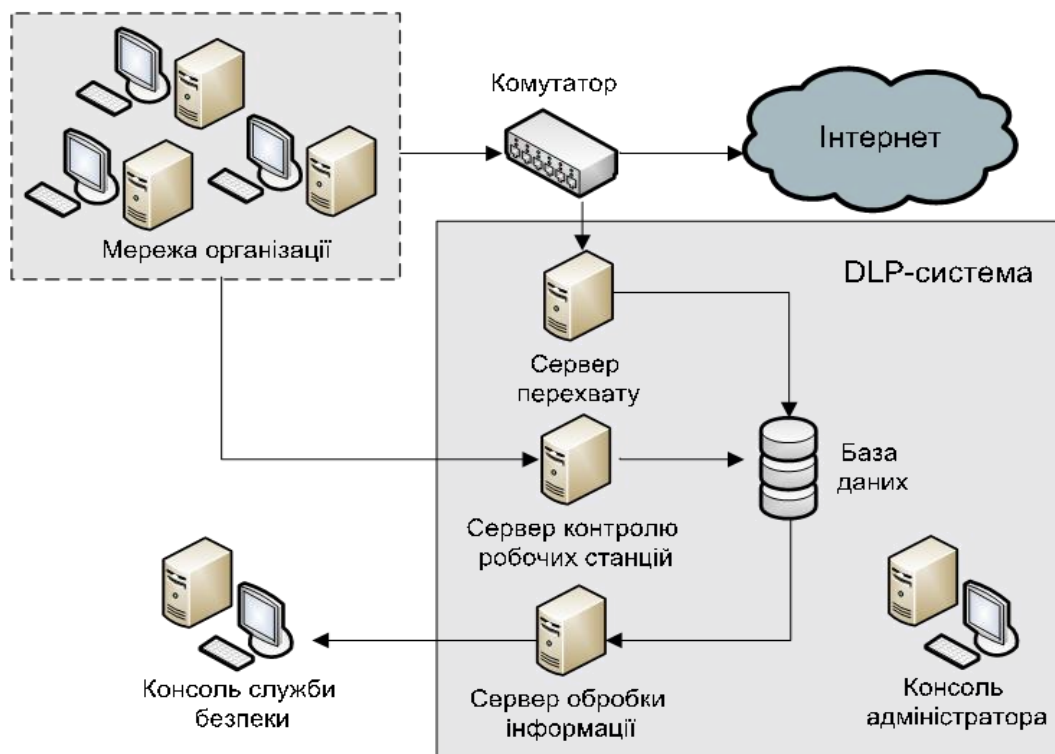 Комутатор
Інтернет
Мережа організації
DLP-система
Сервер
перехвату
База
даних
Сервер контролю
робочих станцій
Консоль служби
безпеки
Сервер обробки
інформації
Консоль
адміністратора